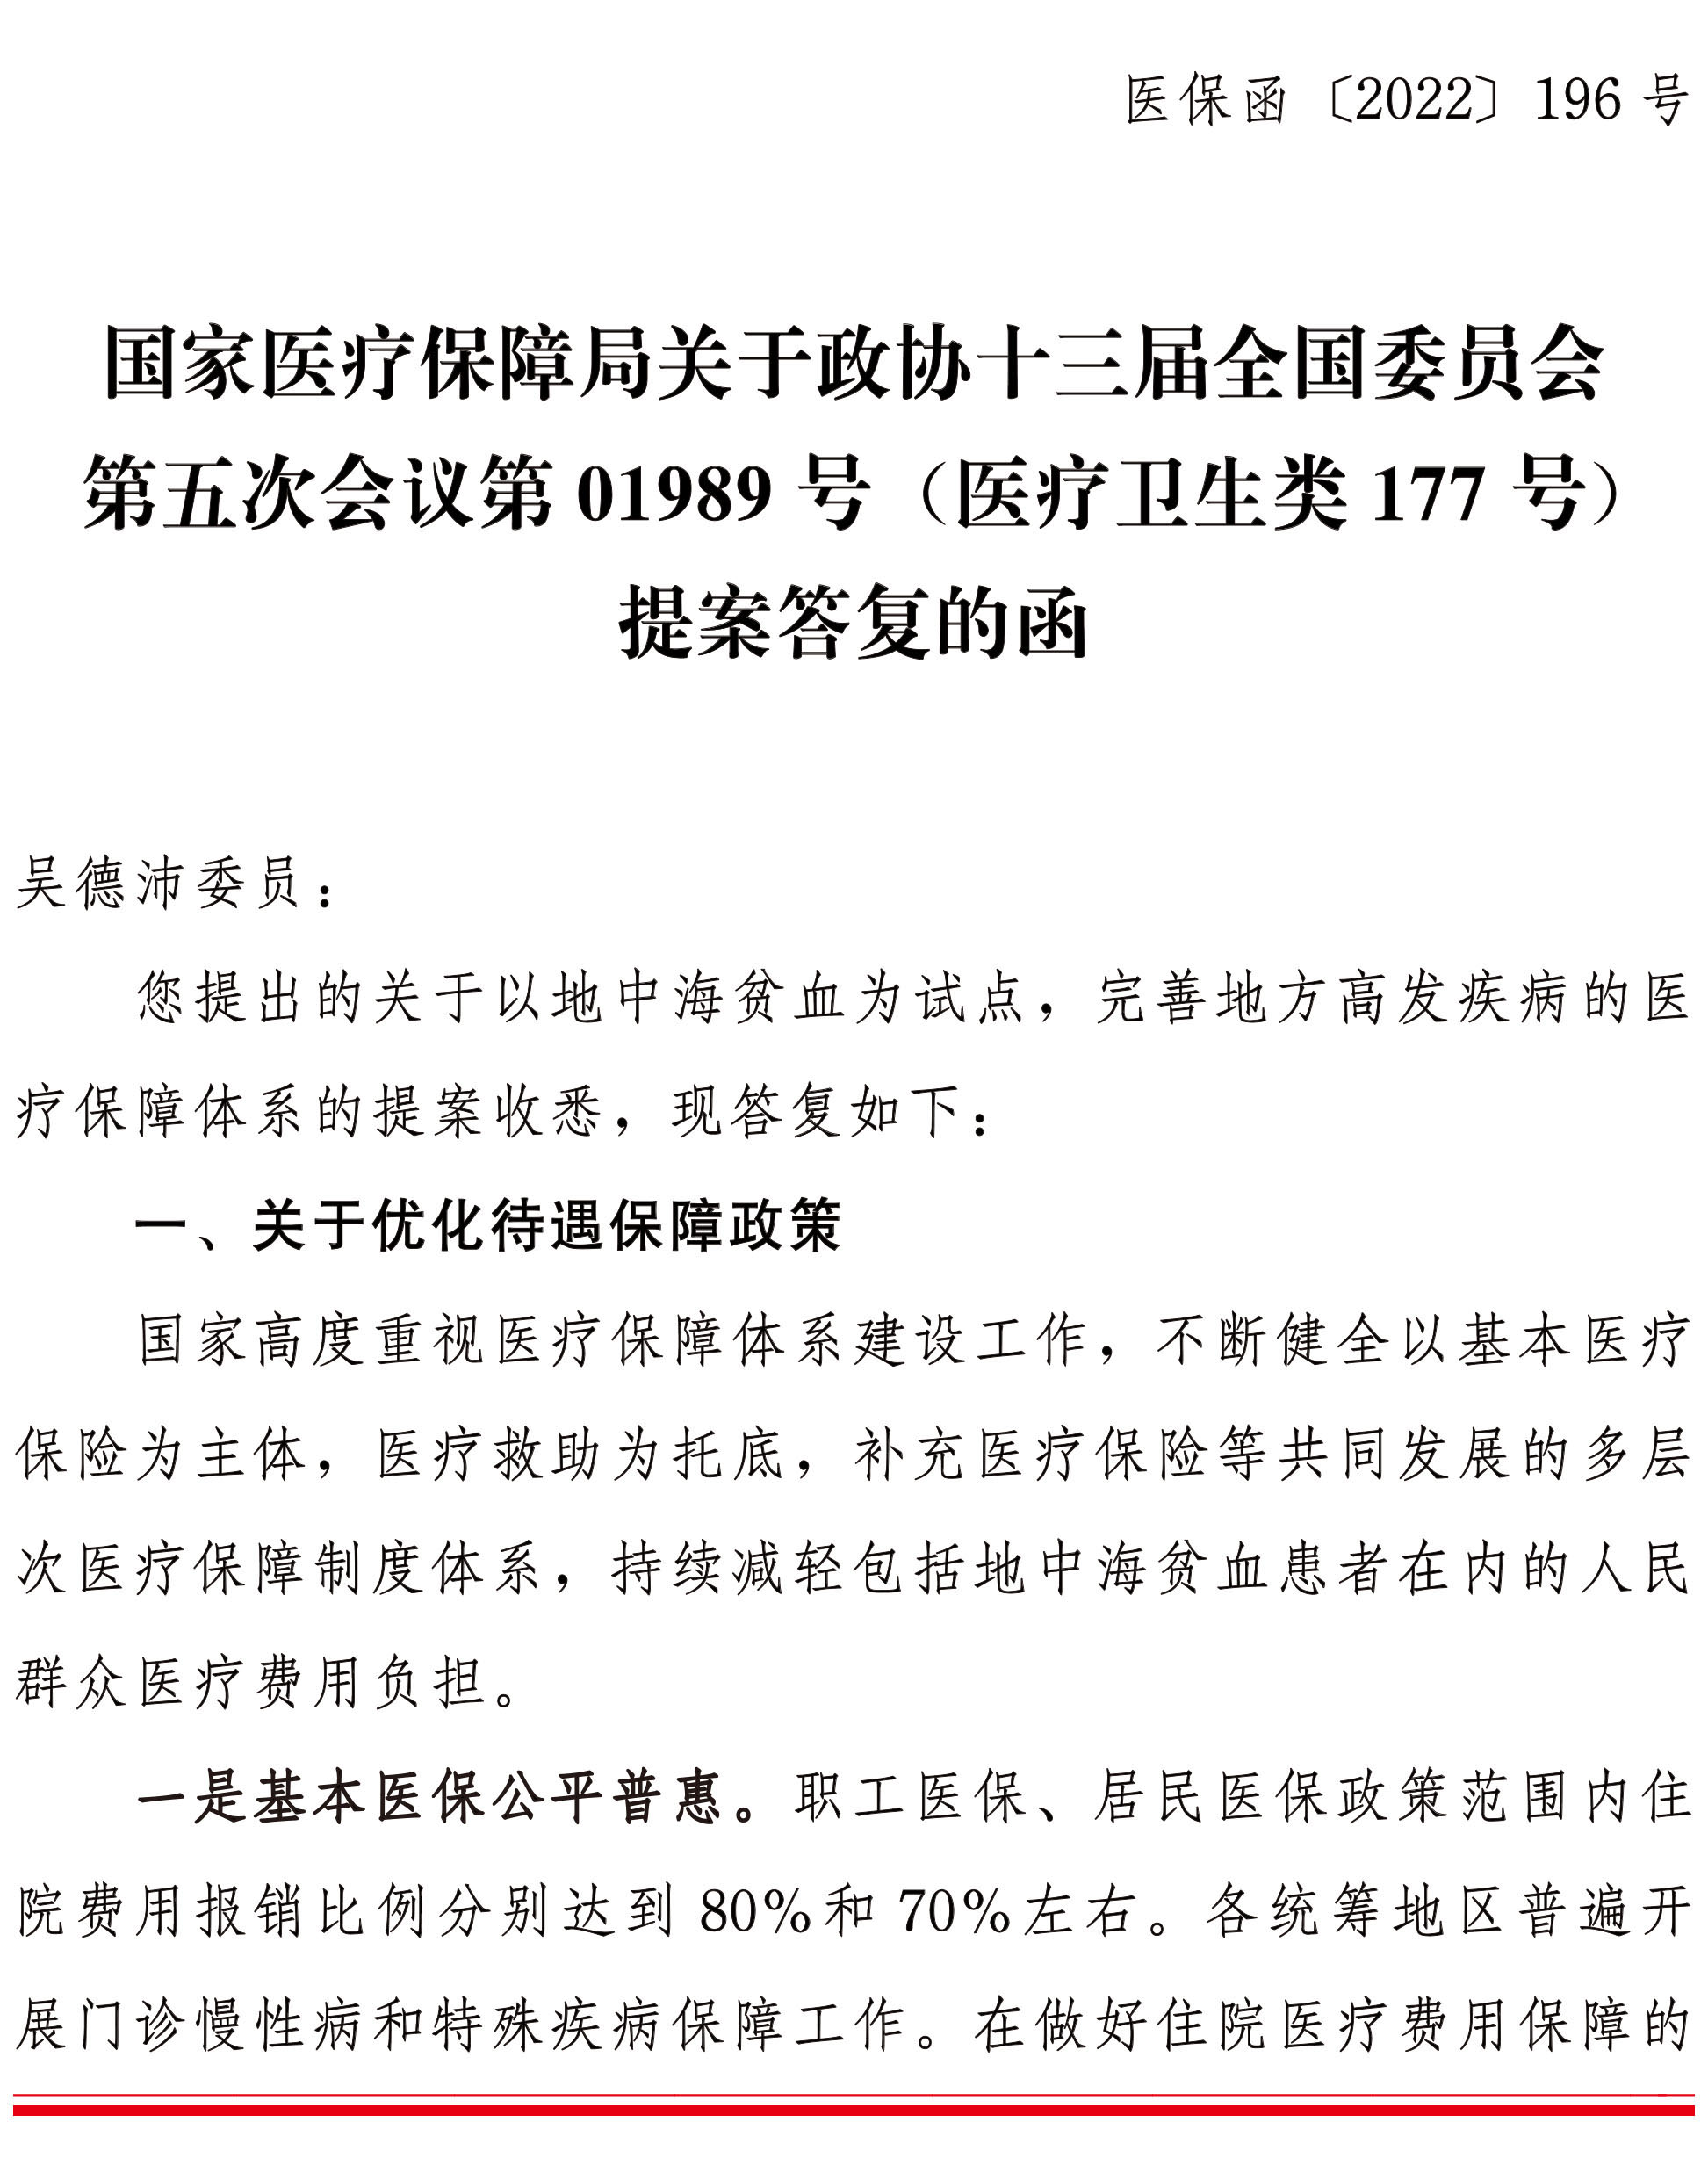 医保函〔2022〕196 号
国家医疗保障局关于政协十三届全国委员会
第五次会议第 01989 号（医疗卫生类 177 号）
提案答复的函
吴德沛委员：
您提出的关于以地中海贫血为试点，完善地方高发疾病的医
疗保障体系的提案收悉，现答复如下：
一、关于优化待遇保障政策
国家高度重视医疗保障体系建设工作，不断健全以基本医疗
保险为主体，医疗救助为托底，补充医疗保险等共同发展的多层
次医疗保障制度体系，持续减轻包括地中海贫血患者在内的人民
群众医疗费用负担。
一是基本医保公平普惠。职工医保、居民医保政策范围内住
院费用报销比例分别达到 80%和 70%左右。各统筹地区普遍开
展门诊慢性病和特殊疾病保障工作。在做好住院医疗费用保障的